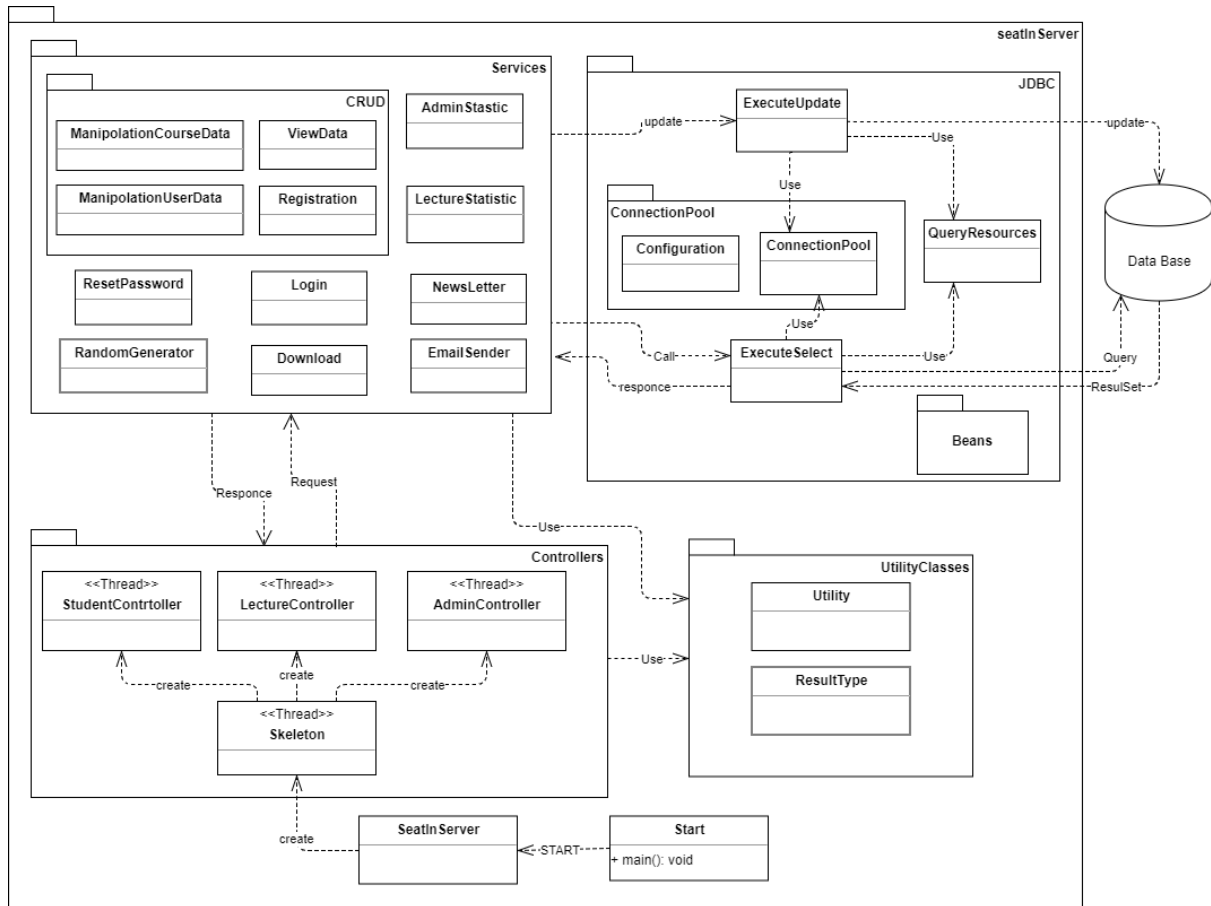 seatInServer
Services
CRUD
ManipolationCourseData
ViewData
ManipolationUserData
Registration
AdminStastic
LectureStatistic
ResetPassword
Login
NewsLetter
RandomGenerator
Download
EmailSender
update
Call
responce
JDBC
ExecuteUpdate
Use
Use
ConnectionPool
Configuration
ConnectionPool
QueryResources
Use
Use
ExecuteSelect
Beans
update
Data Base
Query
ResulSet
Responce
Request
Use
Controllers
<<Thread>>
StudentContrtoller
<<Thread>>
LectureController
<<Thread>>
AdminController
create
create
create
<<Thread>>
Skeleton
Use
UtilityClasses
Utility
ResultType
create
SeatInServer
START
Start
+ main(): void